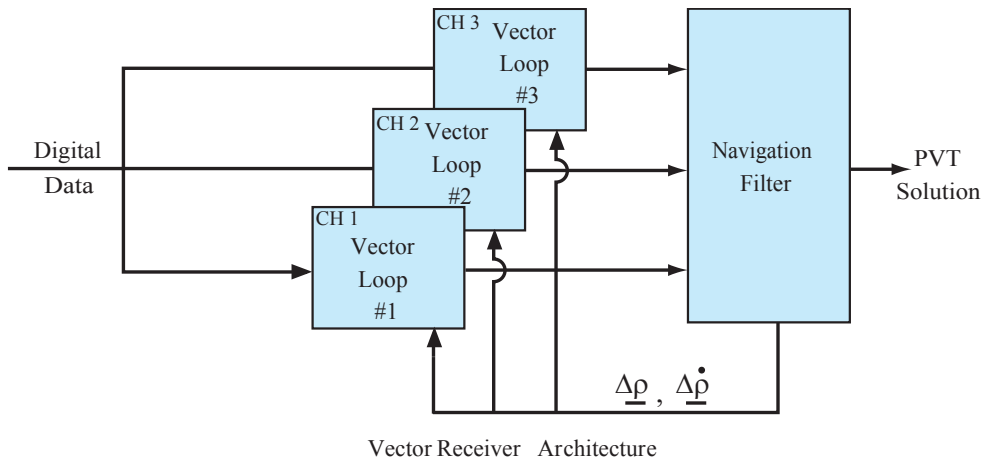 CH 3
Vector
Loop
#3
CH 2
Vector
Loop
#2
CH 1
Vector
Loop
#1
Digital
Data
Navigation
Filter
PVT
Solution
Δρ , Δρ̇
Vector Receiver Architecture